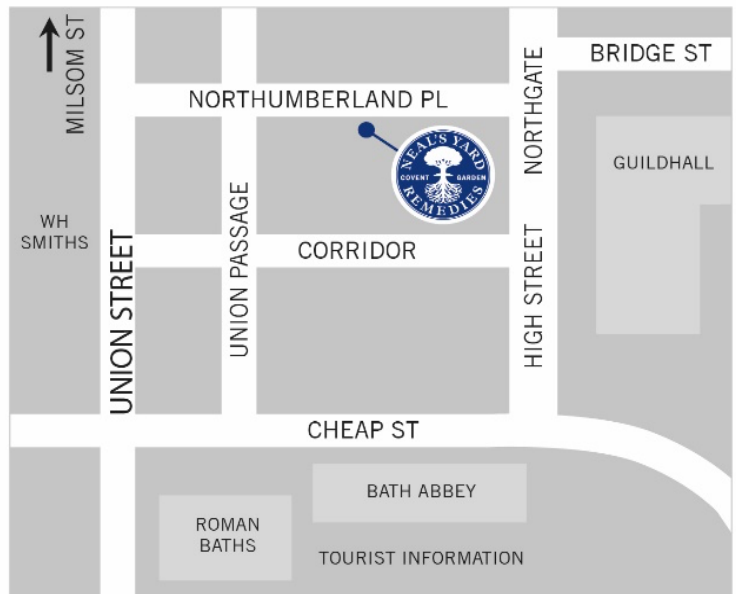 MILSOM ST
BRIDGE ST
NORTHUMBERLAND PL
NORTHGATE
GUILDHALL
NEAL'S YARD
COVENT GARDEN
REMEDIES
UNION PASSAGE
WH
SMITHS
CORRIDOR
HIGH STREET
UNION STREET
CHEAP ST
BATH ABBEY
ROMAN
BATHS
TOURIST INFORMATION